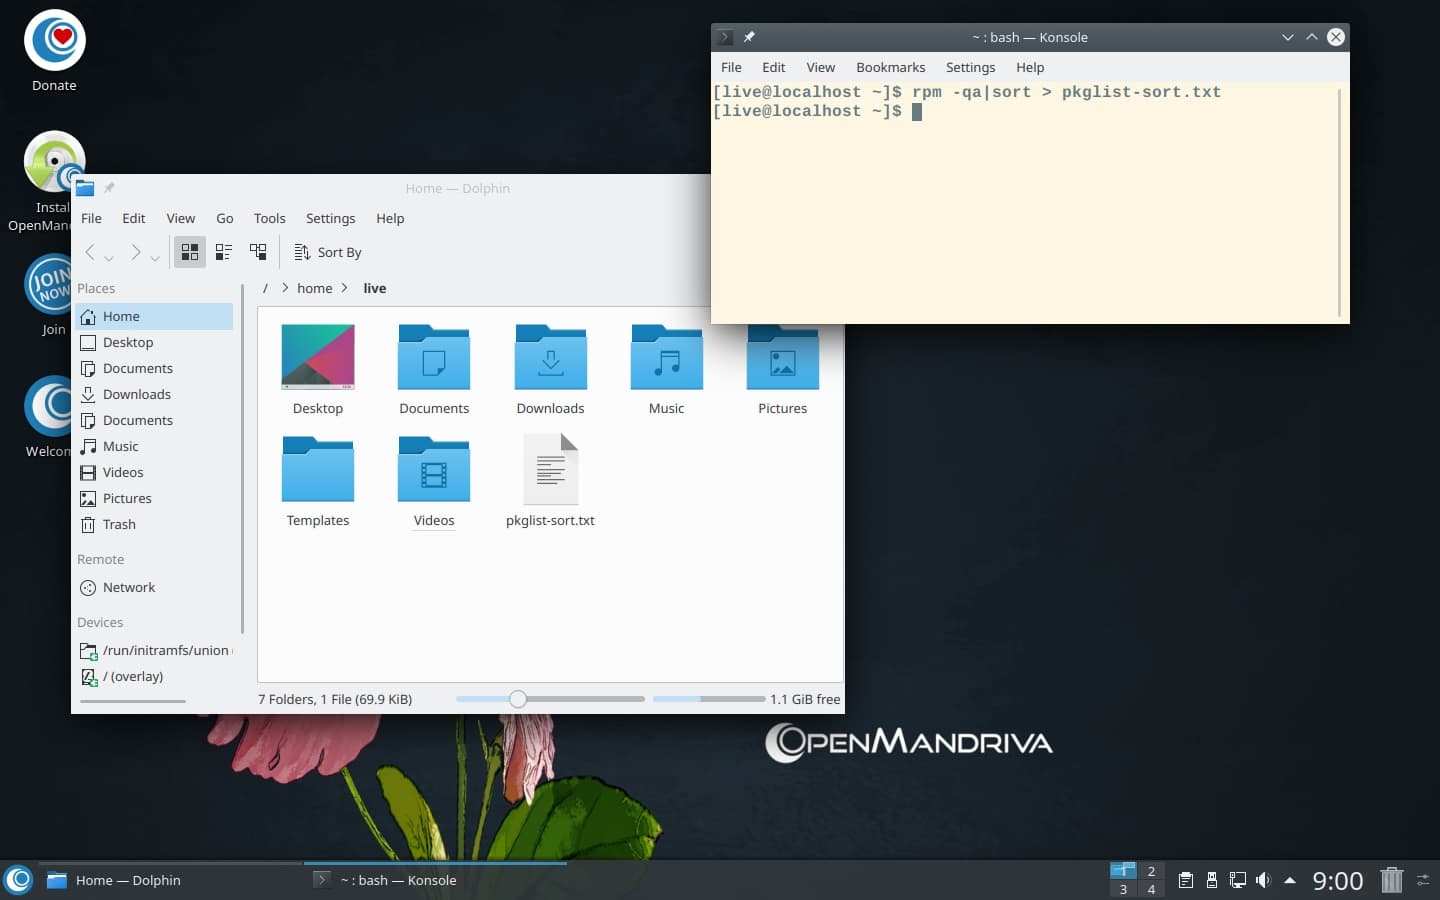 Donate
Instal
OpenMan
JOIN
NOW
Join
Welcom
~ : bash — Konsole
File Edit View Bookmarks Settings Help
[live@localhost ~]$ rpm -qa|sort > pkglist-sort.txt
[live@localhost ~]$
Home — Dolphin
File Edit View Go Tools Settings Help
Sort By
Places
Home
Desktop
Documents
Downloads
Documents
Music
Videos
Pictures
Trash
Remote
Network
Devices
/run/initramfs/union
/ (overlay)
/ > home > live
Desktop Documents Downloads Music Pictures
Templates Videos pkglist-sort.txt
7 Folders, 1 File (69.9 KiB) 1.1 GiB free
OpenMandriva
Home — Dolphin ~ : bash — Konsole 2 3 4 9:00